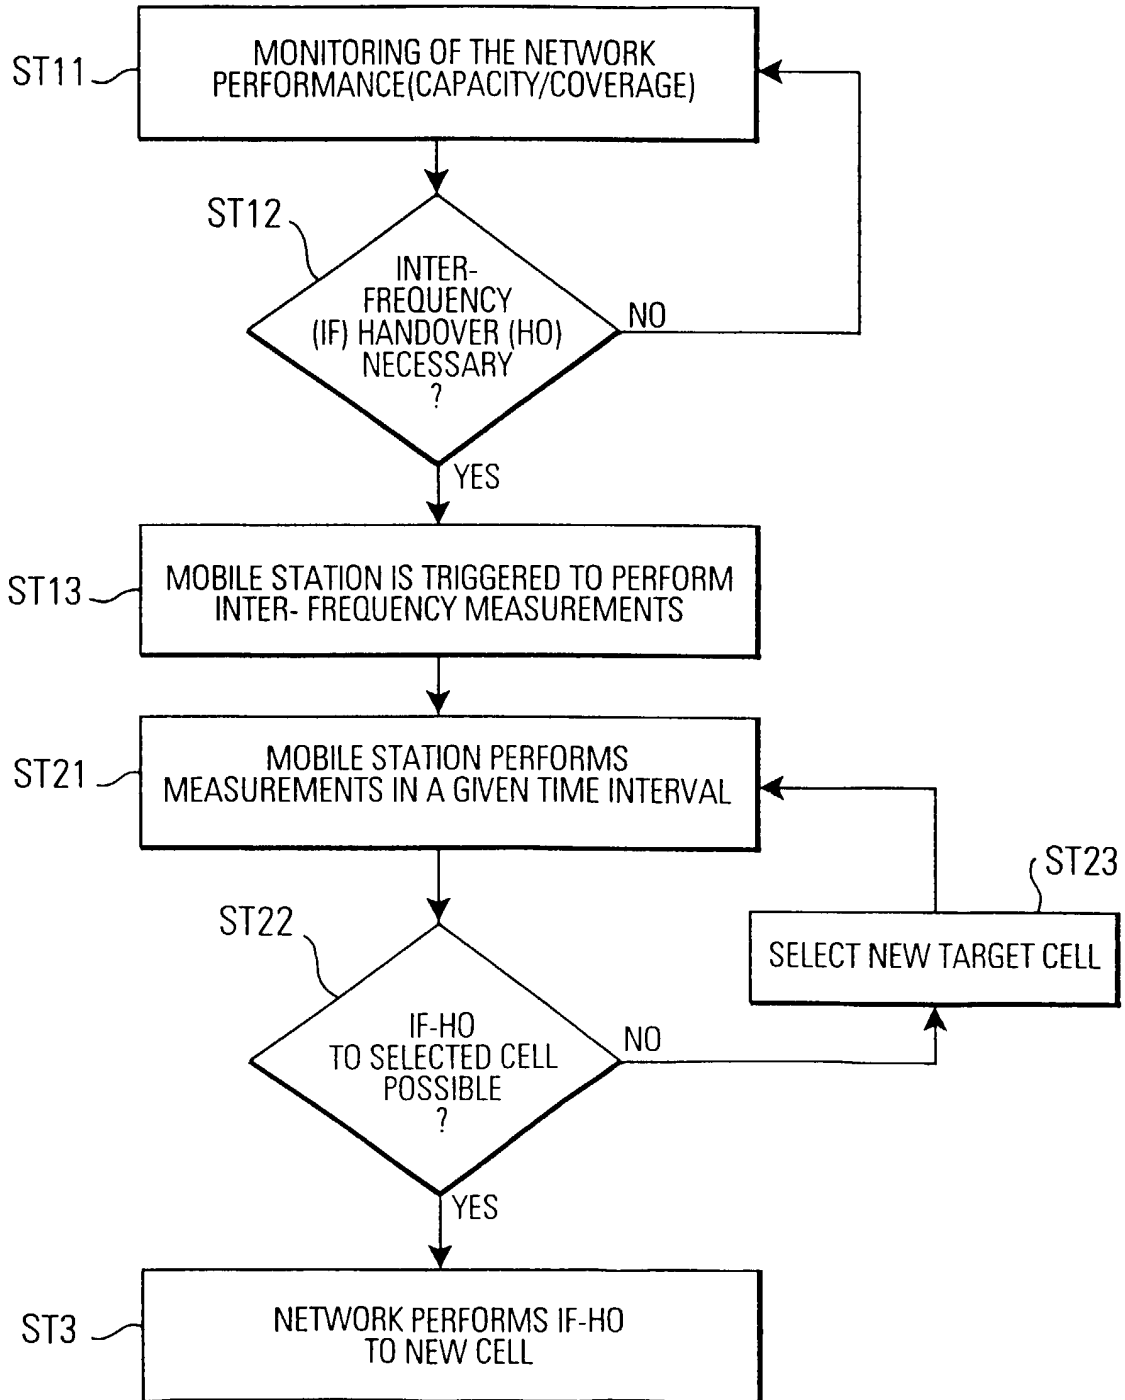 ST11
MONITORING OF THE NETWORK
PERFORMANCE(CAPACITY/COVERAGE)
ST12
INTER-
FREQUENCY
(IF) HANDOVER (HO)
NECESSARY
?
NO
YES
ST13
MOBILE STATION IS TRIGGERED TO PERFORM
INTER- FREQUENCY MEASUREMENTS
ST21
MOBILE STATION PERFORMS
MEASUREMENTS IN A GIVEN TIME INTERVAL
ST23
SELECT NEW TARGET CELL
ST22
IF-HO
TO SELECTED CELL
POSSIBLE
?
NO
YES
ST3
NETWORK PERFORMS IF-HO
TO NEW CELL